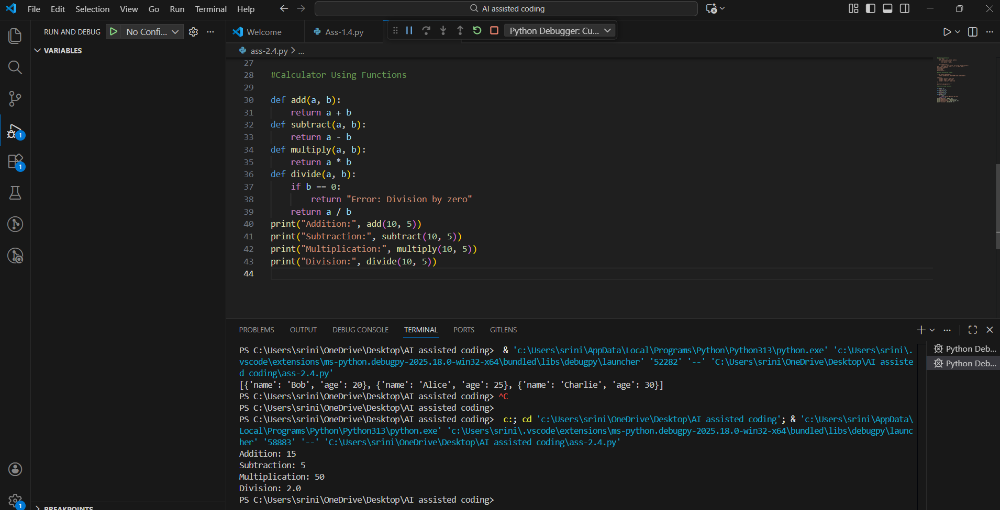 File Edit Selection View Go Run Terminal Help
AI assisted coding
RUN AND DEBUG No Confi...
VARIABLES
BREAKPOINTS
1
1
1
Welcome Ass-1.4.py Python Debugger: Cu...
ass-2.4.py > ...
27
28 #Calculator Using Functions
29
30 def add(a, b):
31     return a + b
32 def subtract(a, b):
33     return a - b
34 def multiply(a, b):
35     return a * b
36 def divide(a, b):
37     if b == 0:
38         return "Error: Division by zero"
39     return a / b
40 print("Addition:", add(10, 5))
41 print("Subtraction:", subtract(10, 5))
42 print("Multiplication:", multiply(10, 5))
43 print("Division:", divide(10, 5))
44
PROBLEMS OUTPUT DEBUG CONSOLE TERMINAL PORTS GITLENS
PS C:\Users\srini\OneDrive\Desktop\AI assisted coding>  & 'c:\Users\srini\AppData\Local\Programs\Python\Python313\python.exe' 'c:\Users\srini\.
vscode\extensions\ms-python.debugpy-2025.18.0-win32-x64\bundled\libs\debugpy\launcher' '52282' '--' 'C:\Users\srini\OneDrive\Desktop\AI assiste
d coding\ass-2.4.py'
[{'name': 'Bob', 'age': 20}, {'name': 'Alice', 'age': 25}, {'name': 'Charlie', 'age': 30}]
PS C:\Users\srini\OneDrive\Desktop\AI assisted coding> ^C
PS C:\Users\srini\OneDrive\Desktop\AI assisted coding>
PS C:\Users\srini\OneDrive\Desktop\AI assisted coding>  c:; cd 'c:\Users\srini\OneDrive\Desktop\AI assisted coding'; & 'c:\Users\srini\AppData\
Local\Programs\Python\Python313\python.exe' 'c:\Users\srini\.vscode\extensions\ms-python.debugpy-2025.18.0-win32-x64\bundled\libs\debugpy\launc
her' '58883' '--' 'C:\Users\srini\OneDrive\Desktop\AI assisted coding\ass-2.4.py'
Addition: 15
Subtraction: 5
Multiplication: 50
Division: 2.0
PS C:\Users\srini\OneDrive\Desktop\AI assisted coding>
Python Deb...
Python Deb...